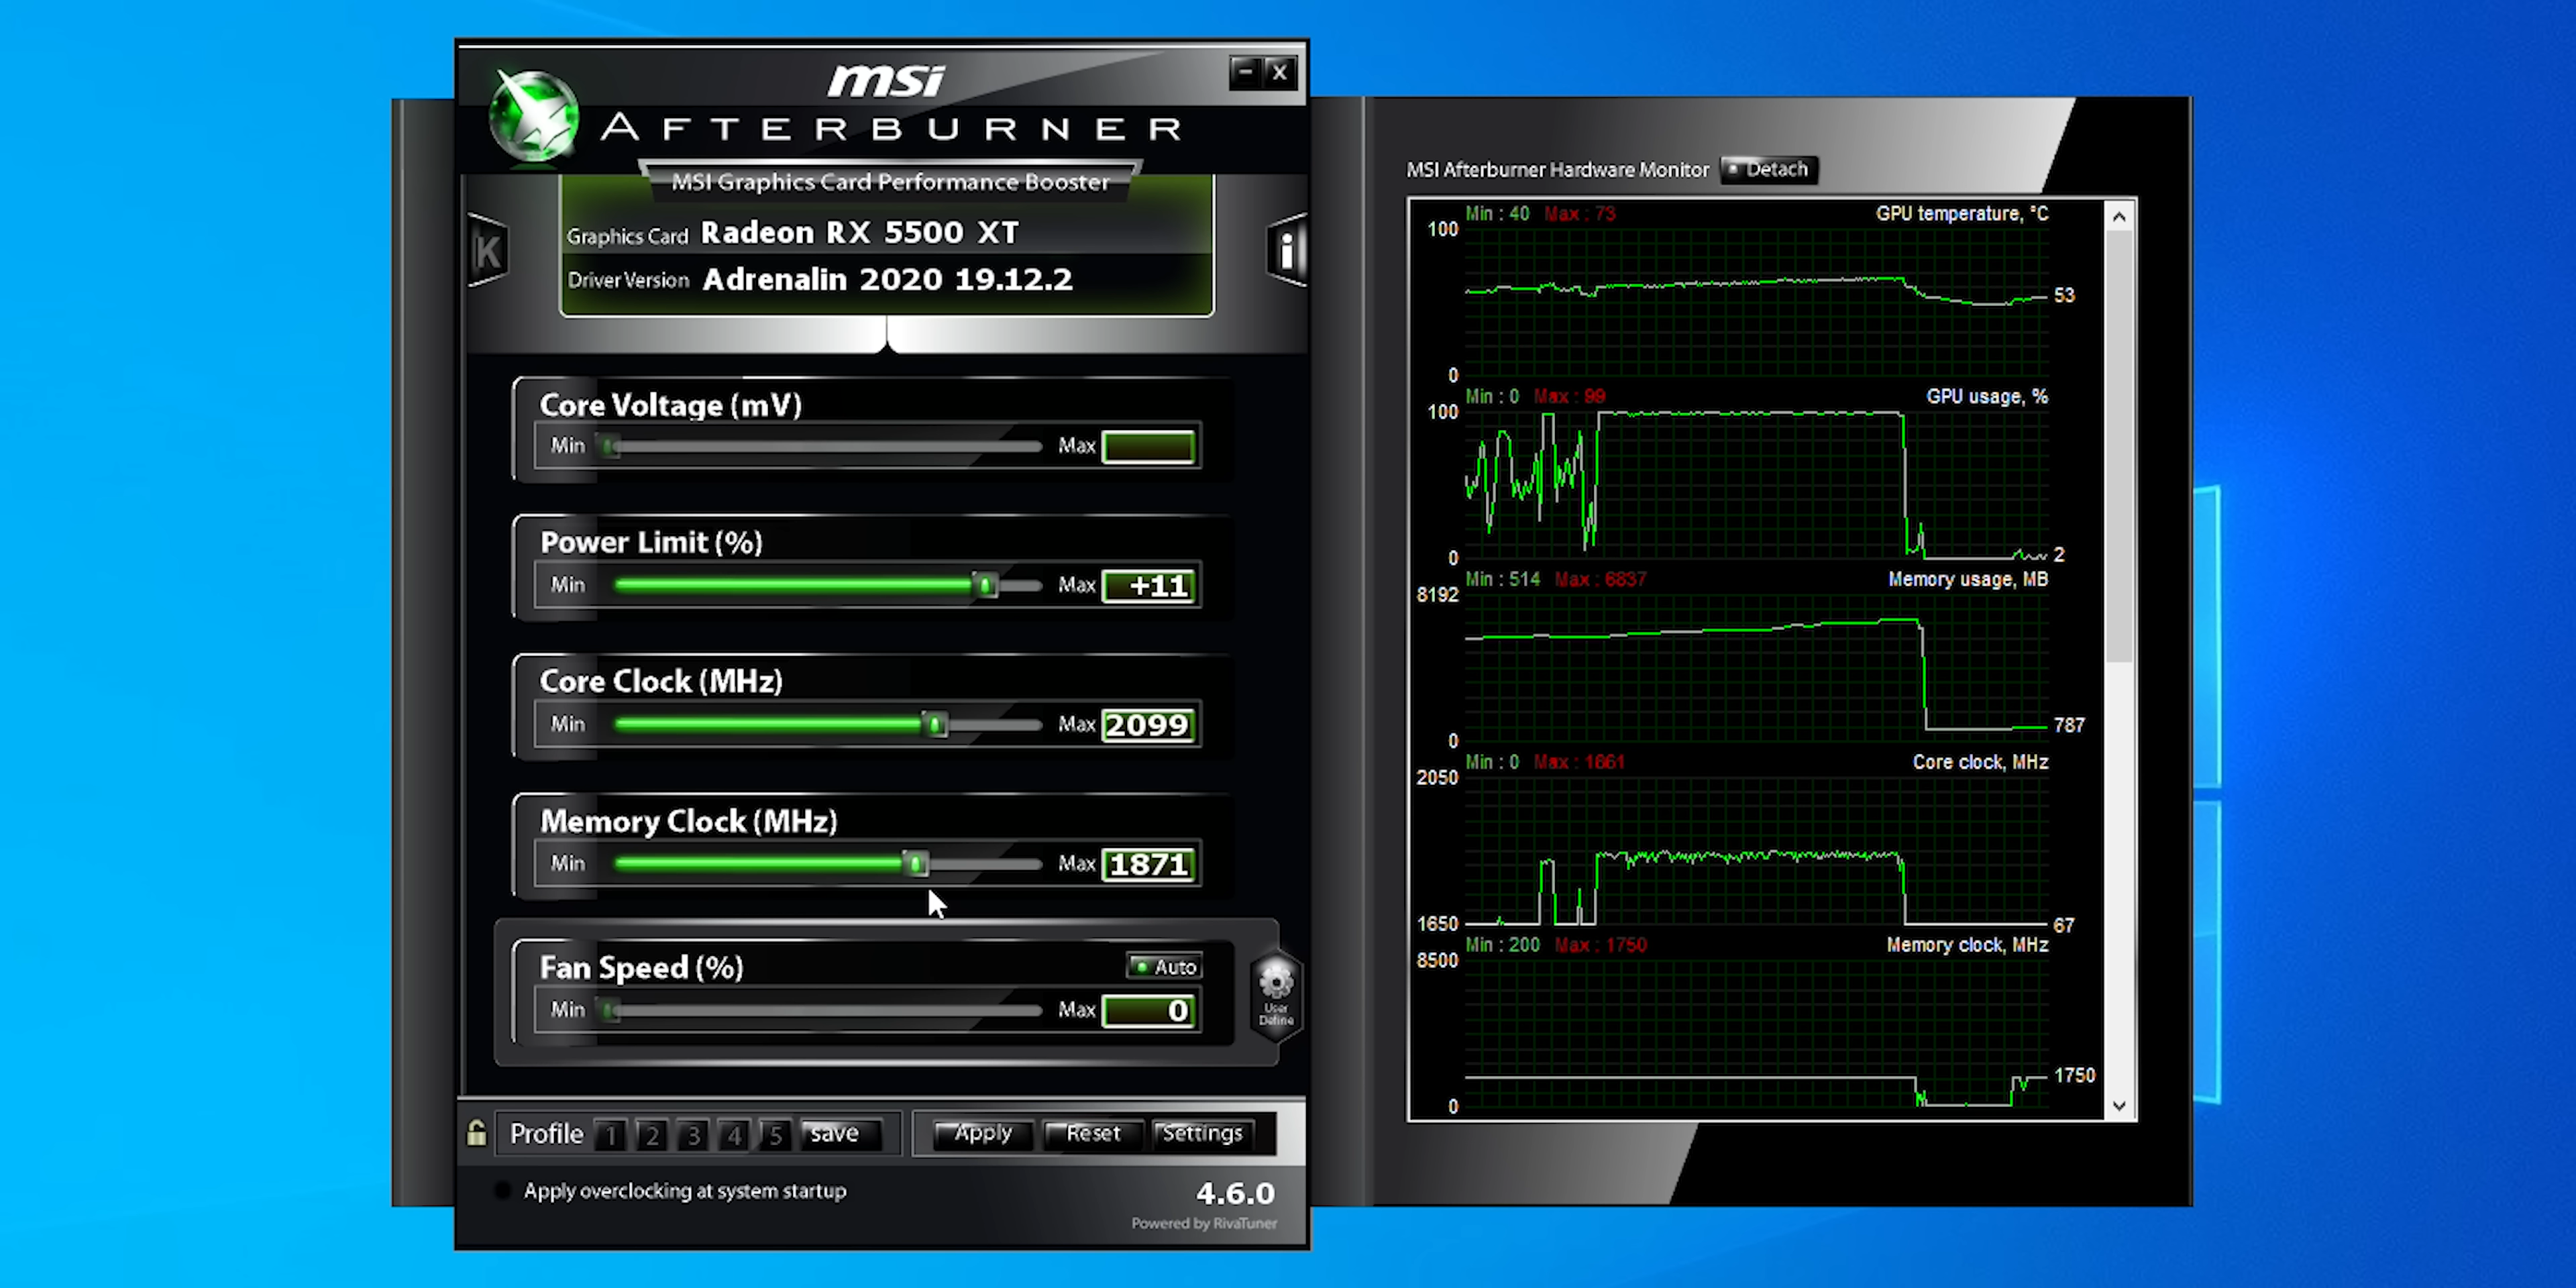 msi
AFTERBURNER
MSI Graphics Card Performance Booster
Graphics Card Radeon RX 5500 XT
Driver Version Adrenalin 2020 19.12.2
K
i
Core Voltage (mV)
Min Max
Power Limit (%)
Min Max +11
Core Clock (MHz)
Min Max 2099
Memory Clock (MHz)
Min Max 1871
Fan Speed (%) Auto
Min Max 0
User
Define
Profile 1 2 3 4 5 save Apply Reset Settings
Apply overclocking at system startup 4.6.0
Powered by RivaTuner
MSI Afterburner Hardware Monitor Detach
Min : 40 Max : 73 GPU temperature, °C
100
53
0
Min : 0 Max : 99 GPU usage, %
100
0 2
Min : 514 Max : 6837 Memory usage, MB
8192
787
0
Min : 0 Max : 1861 Core clock, MHz
2050
1650 67
Min : 200 Max : 1750 Memory clock, MHz
8500
1750
0